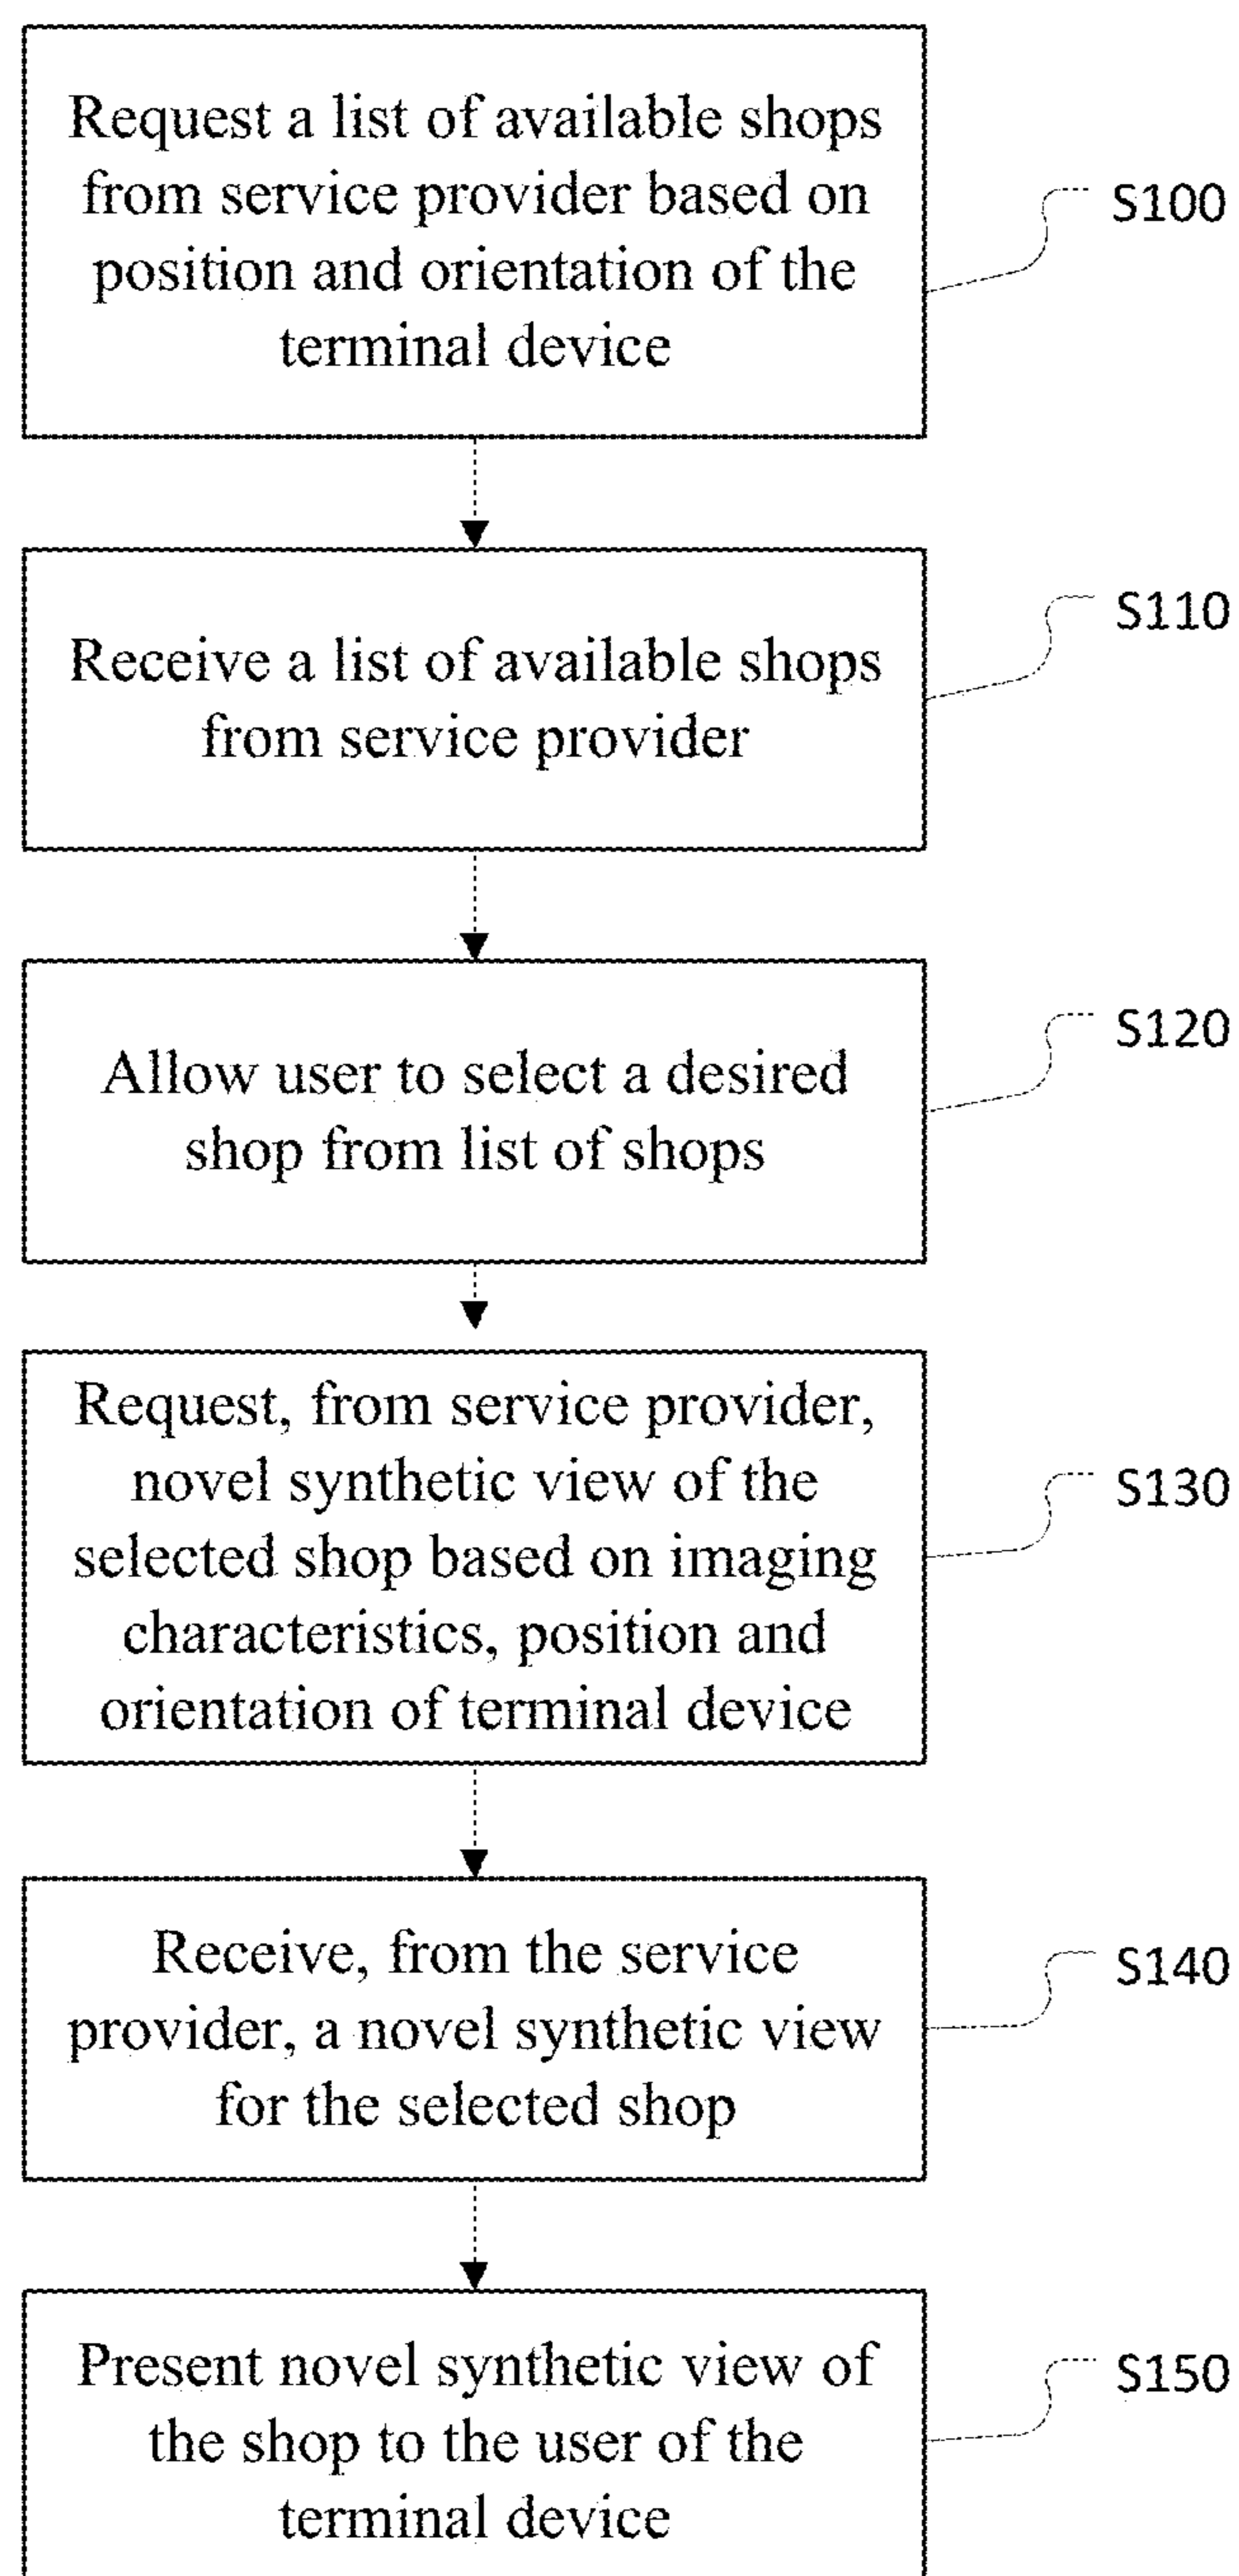 Request a list of available shops
from service provider based on
position and orientation of the
terminal device
S100
Receive a list of available shops
from service provider
S110
Allow user to select a desired
shop from list of shops
S120
Request, from service provider,
novel synthetic view of the
selected shop based on imaging
characteristics, position and
orientation of terminal device
S130
Receive, from the service
provider, a novel synthetic view
for the selected shop
S140
Present novel synthetic view of
the shop to the user of the
terminal device
S150